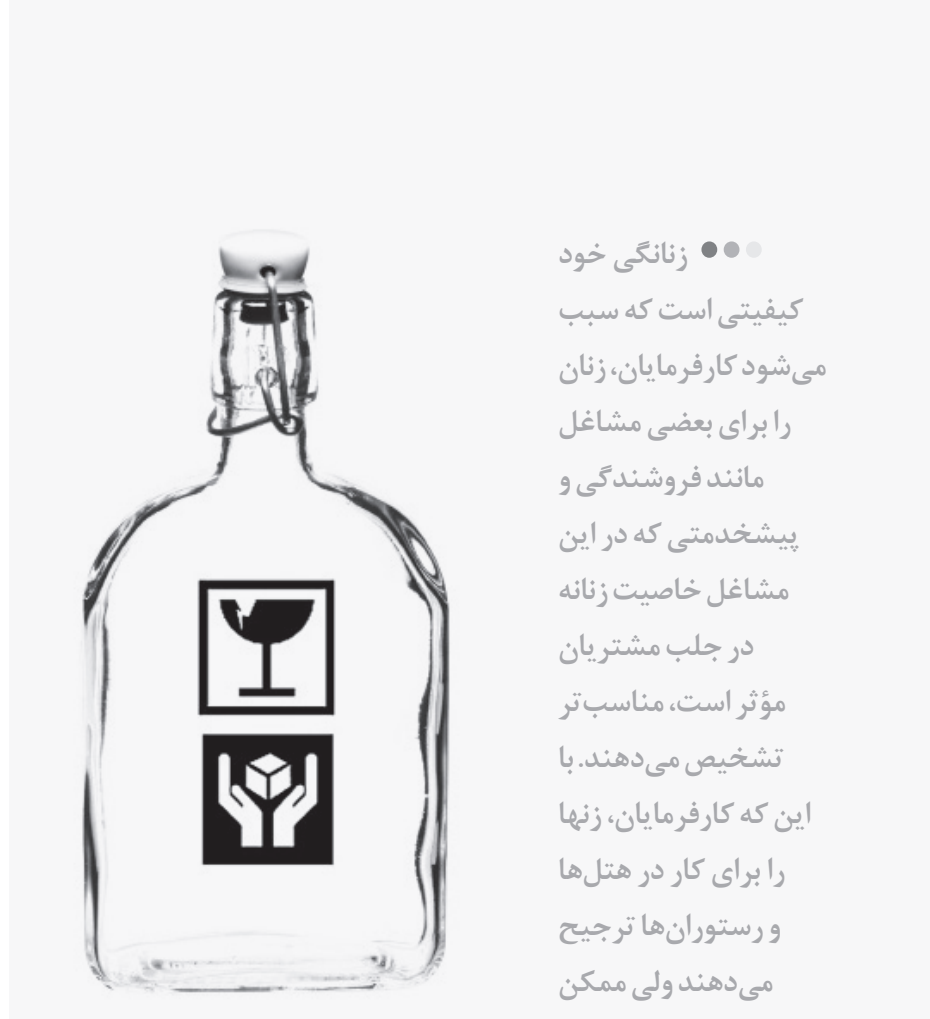 زنانگی خود
کیفیتی است که سبب
می‌شود کارفرمایان، زنان
را برای بعضی مشاغل
مانند فروشندگی و
پیشخدمتی که در این
مشاغل خاصیت زنانه
در جلب مشتریان
مؤثر است، مناسب‌تر
تشخیص می‌دهند. با
این که کارفرمایان، زنها
را برای کار در هتل‌ها
و رستوران‌ها ترجیح
می‌دهند ولی ممکن